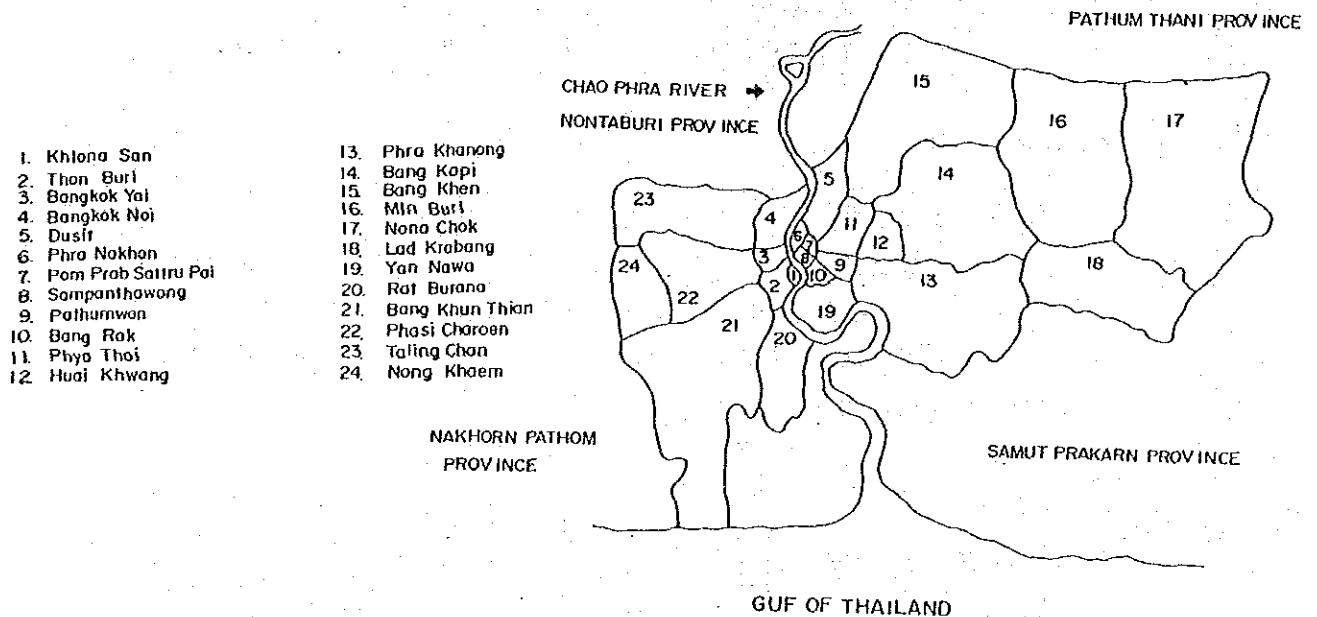 PATHUM THANI PROVINCE
CHAO PHRA RIVER
NONTABURI PROVINCE
1. Khlona San
2. Thon Buri
3. Bangkok Yai
4. Bangkok Noi
5. Dusit
6. Phra Nakhon
7. Pom Prab Sattru Pai
8. Sampanthawong
9. Pathumwan
10. Bang Rak
11. Phya Thai
12. Huai Khwang
13. Phra Khanong
14. Bang Kapi
15. Bang Khen
16. Min Buri
17. Nong Chok
18. Lad Krabang
19. Yan Nawa
20. Rat Burana
21. Bang Khun Thian
22. Phasi Charoen
23. Taling Chan
24. Nong Khaem
15
16
17
14
5
23
4
11
6
7
12
3
8
9
24
2
1
10
13
18
22
21
19
20
NAKHORN PATHOM
PROVINCE
SAMUT PRAKARN PROVINCE
GUF OF THAILAND